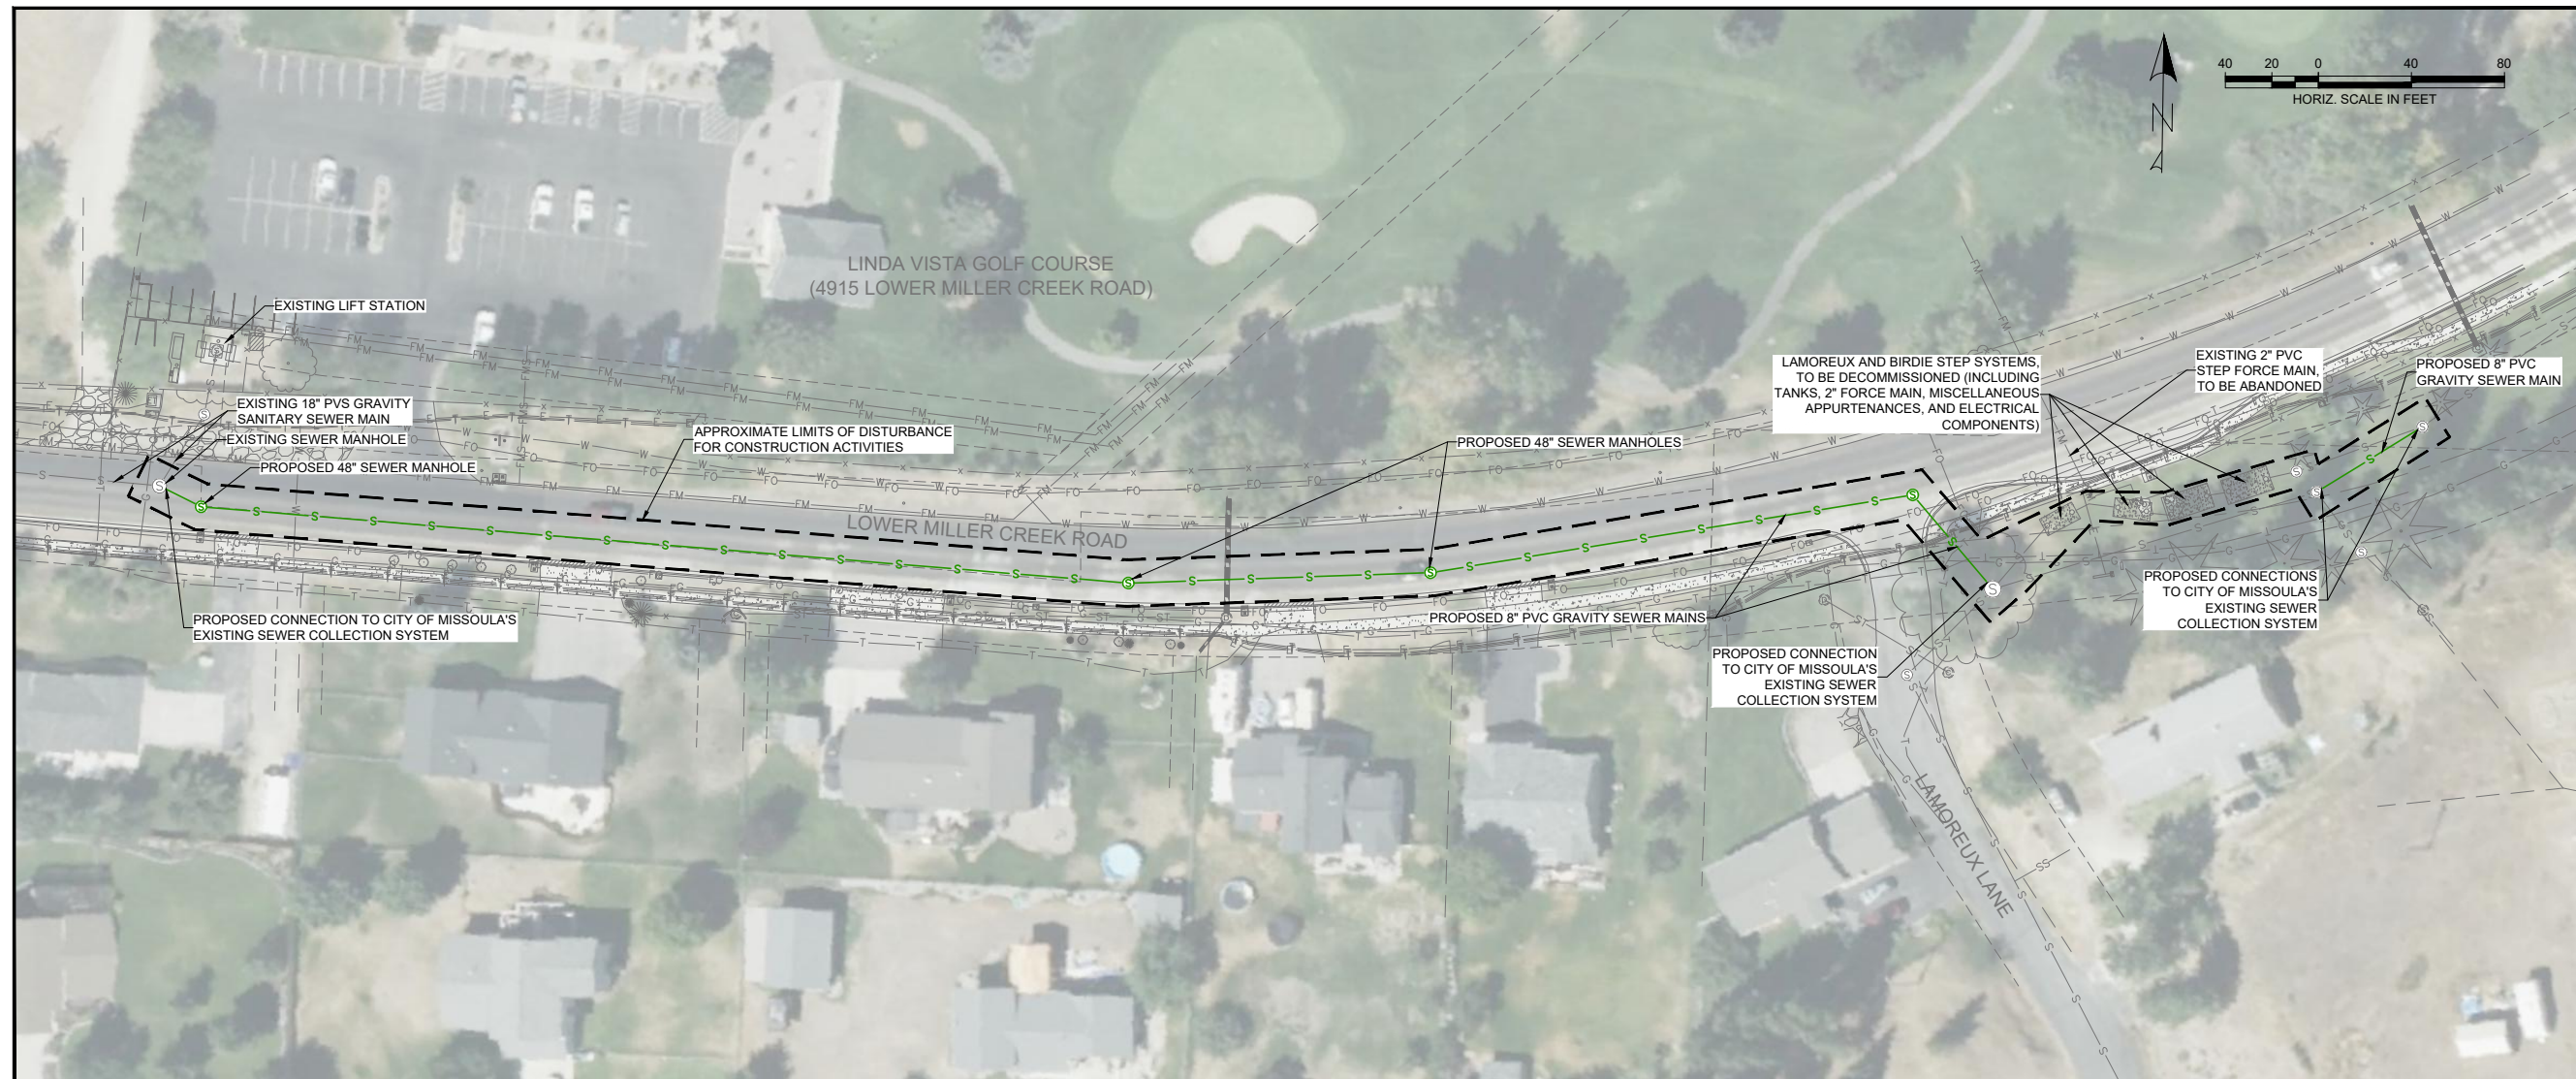 40 20 0 40 80
HORIZ. SCALE IN FEET
N
LINDA VISTA GOLF COURSE
(4915 LOWER MILLER CREEK ROAD)
EXISTING LIFT STATION
EXISTING 18" PVS GRAVITY
SANITARY SEWER MAIN
EXISTING SEWER MANHOLE
PROPOSED 48" SEWER MANHOLE
APPROXIMATE LIMITS OF DISTURBANCE
FOR CONSTRUCTION ACTIVITIES
PROPOSED 48" SEWER MANHOLES
LAMOREUX AND BIRDIE STEP SYSTEMS,
TO BE DECOMMISSIONED (INCLUDING
TANKS, 2" FORCE MAIN, MISCELLANEOUS
APPURTENANCES, AND ELECTRICAL
COMPONENTS)
EXISTING 2" PVC
STEP FORCE MAIN,
TO BE ABANDONED
PROPOSED 8" PVC
GRAVITY SEWER MAIN
LOWER MILLER CREEK ROAD
PROPOSED CONNECTION TO CITY OF MISSOULA'S
EXISTING SEWER COLLECTION SYSTEM
PROPOSED 8" PVC GRAVITY SEWER MAINS
PROPOSED CONNECTION
TO CITY OF MISSOULA'S
EXISTING SEWER
COLLECTION SYSTEM
PROPOSED CONNECTIONS
TO CITY OF MISSOULA'S
EXISTING SEWER
COLLECTION SYSTEM
LAMOREUX LANE